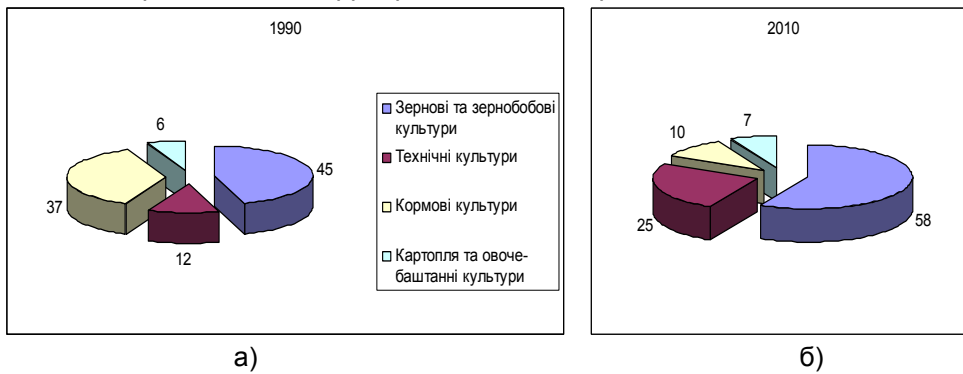 1990
6
45
37
12
Зернові та зернобобові
культури
Технічні культури
Кормові культури
Картопля та овоче-
баштанні культури
а)
2010
7
10
25
58
б)